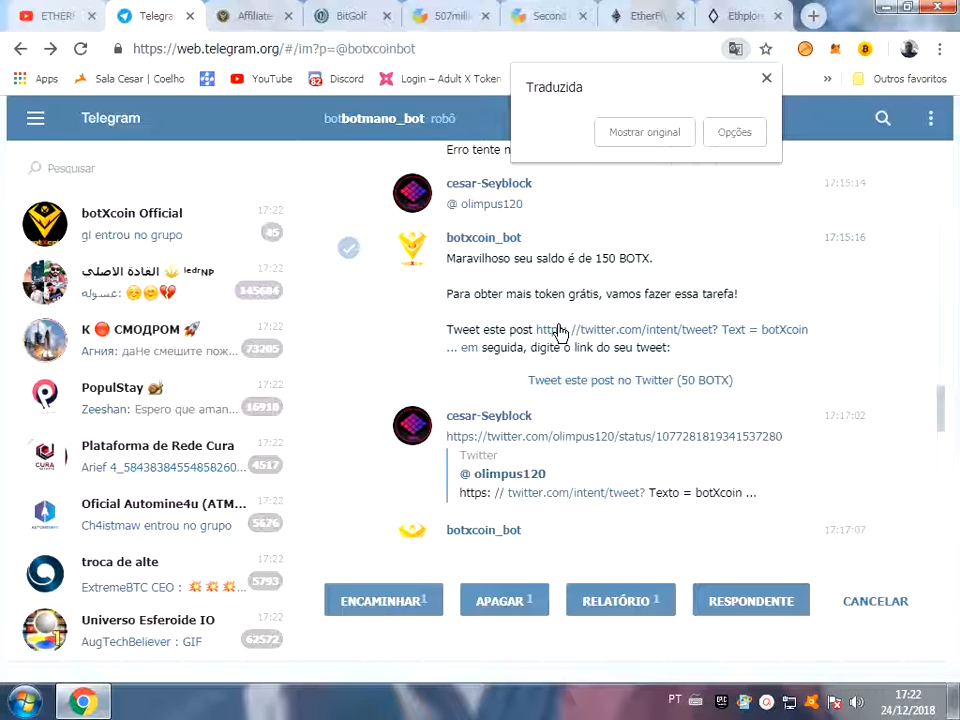 ETHERF
Telegra
Affiliate
BitGolf
507mill
Second
EtherFl
Ethplore
https://web.telegram.org/#/im?p=@botxcoinbot
Apps
Sala Cesar | Coelho
YouTube
Discord
Login – Adult X Token
»
Outros favoritos
Traduzida
Mostrar original
Opções
Telegram
botbotmano_bot robô
Pesquisar
botXcoin Official
17:22
gl entrou no grupo
45
القادة الاصلي
17:22
عسوله: 😊😊💔
К 🔴 СМОДРОМ 🚀
17:22
Агния: даНе смешите пож...
73205
PopulStay 🐌
17:22
Zeeshan: Espero que aman...
16910
Plataforma de Rede Cura
17:22
Arief 4_58438384554858260...
4517
Oficial Automine4u (ATM...
17:22
Ch4istmaw entrou no grupo
5676
troca de alte
17:22
ExtremeBTC CEO : 💥 💥 💥...
5793
Universo Esferoide IO
17:22
AugTechBeliever : GIF
62572
Erro tente n
cesar-Seyblock
17:15:14
@ olimpus120
botxcoin_bot
17:15:16
Maravilhoso seu saldo é de 150 BOTX.
Para obter mais token grátis, vamos fazer essa tarefa!
Tweet este post http //twitter.com/intent/tweet? Text = botXcoin
... em seguida, digite o link do seu tweet:
Tweet este post no Twitter (50 BOTX)
cesar-Seyblock
17:17:02
https://twitter.com/olimpus120/status/1077281819341537280
Twitter
@ olimpus120
https: // twitter.com/intent/tweet? Texto = botXcoin ...
botxcoin_bot
17:17:07
ENCAMINHAR 1
APAGAR 1
RELATÓRIO 1
RESPONDENTE
CANCELAR
PT
17:22
24/12/2018